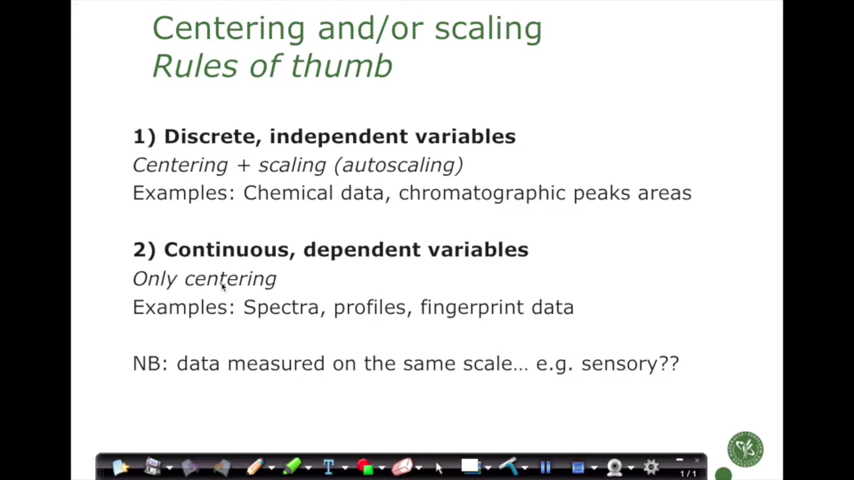 Centering and/or scaling
Rules of thumb
1) Discrete, independent variables
Centering + scaling (autoscaling)
Examples: Chemical data, chromatographic peaks areas
2) Continuous, dependent variables
Only centering
Examples: Spectra, profiles, fingerprint data
NB: data measured on the same scale... e.g. sensory??
T
1/1